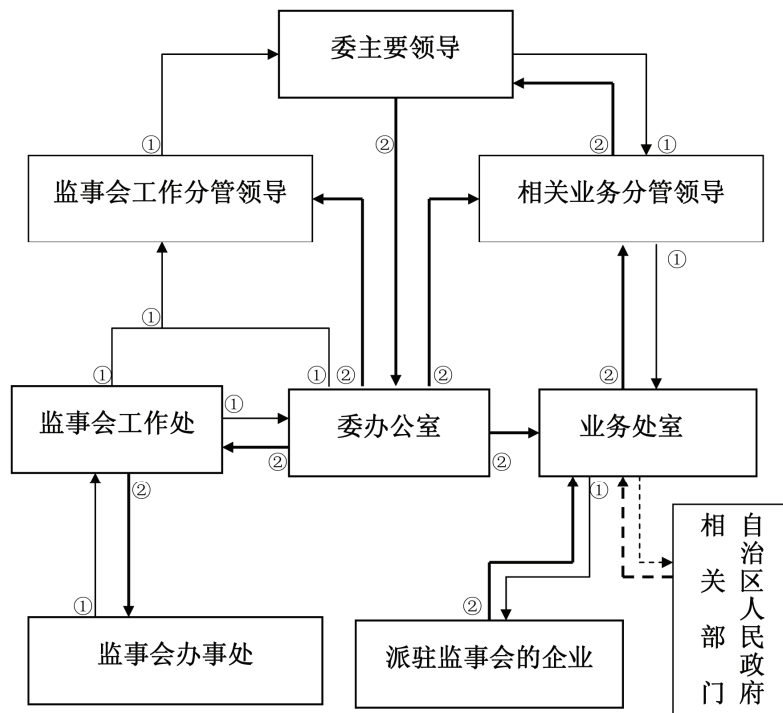 委主要领导
①
②
②
①
监事会工作分管领导
相关业务分管领导
①
①
①
①
②
②
②
监事会工作处
①
委办公室
业务处室
②
②
②
①
自治区人民政府
相关部门
①
②
监事会办事处
派驻监事会的企业